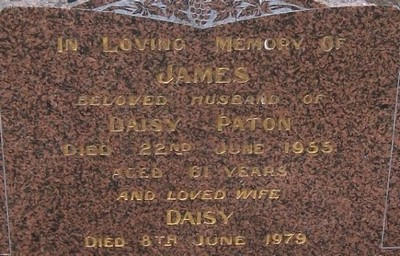 In Loving Memory Of
James
Beloved Husband Of
Daisy Paton
Died 22nd June 1955
Aged 61 Years
And Loved Wife
Daisy
Died 8th June 1979